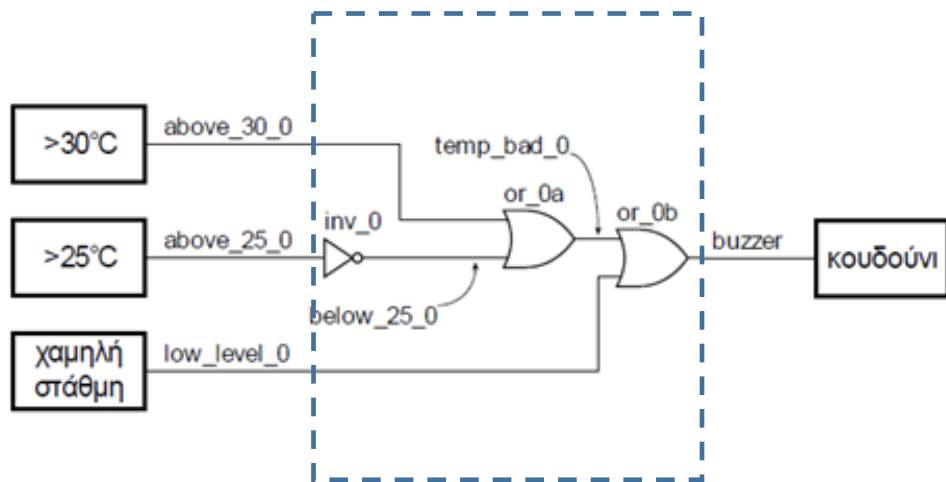 >30°C
above_30_0
temp_bad_0
or_0a
or_0b
inv_0
>25°C
above_25_0
buzzer
κουδούνι
below_25_0
χαμηλή
στάθμη
low_level_0